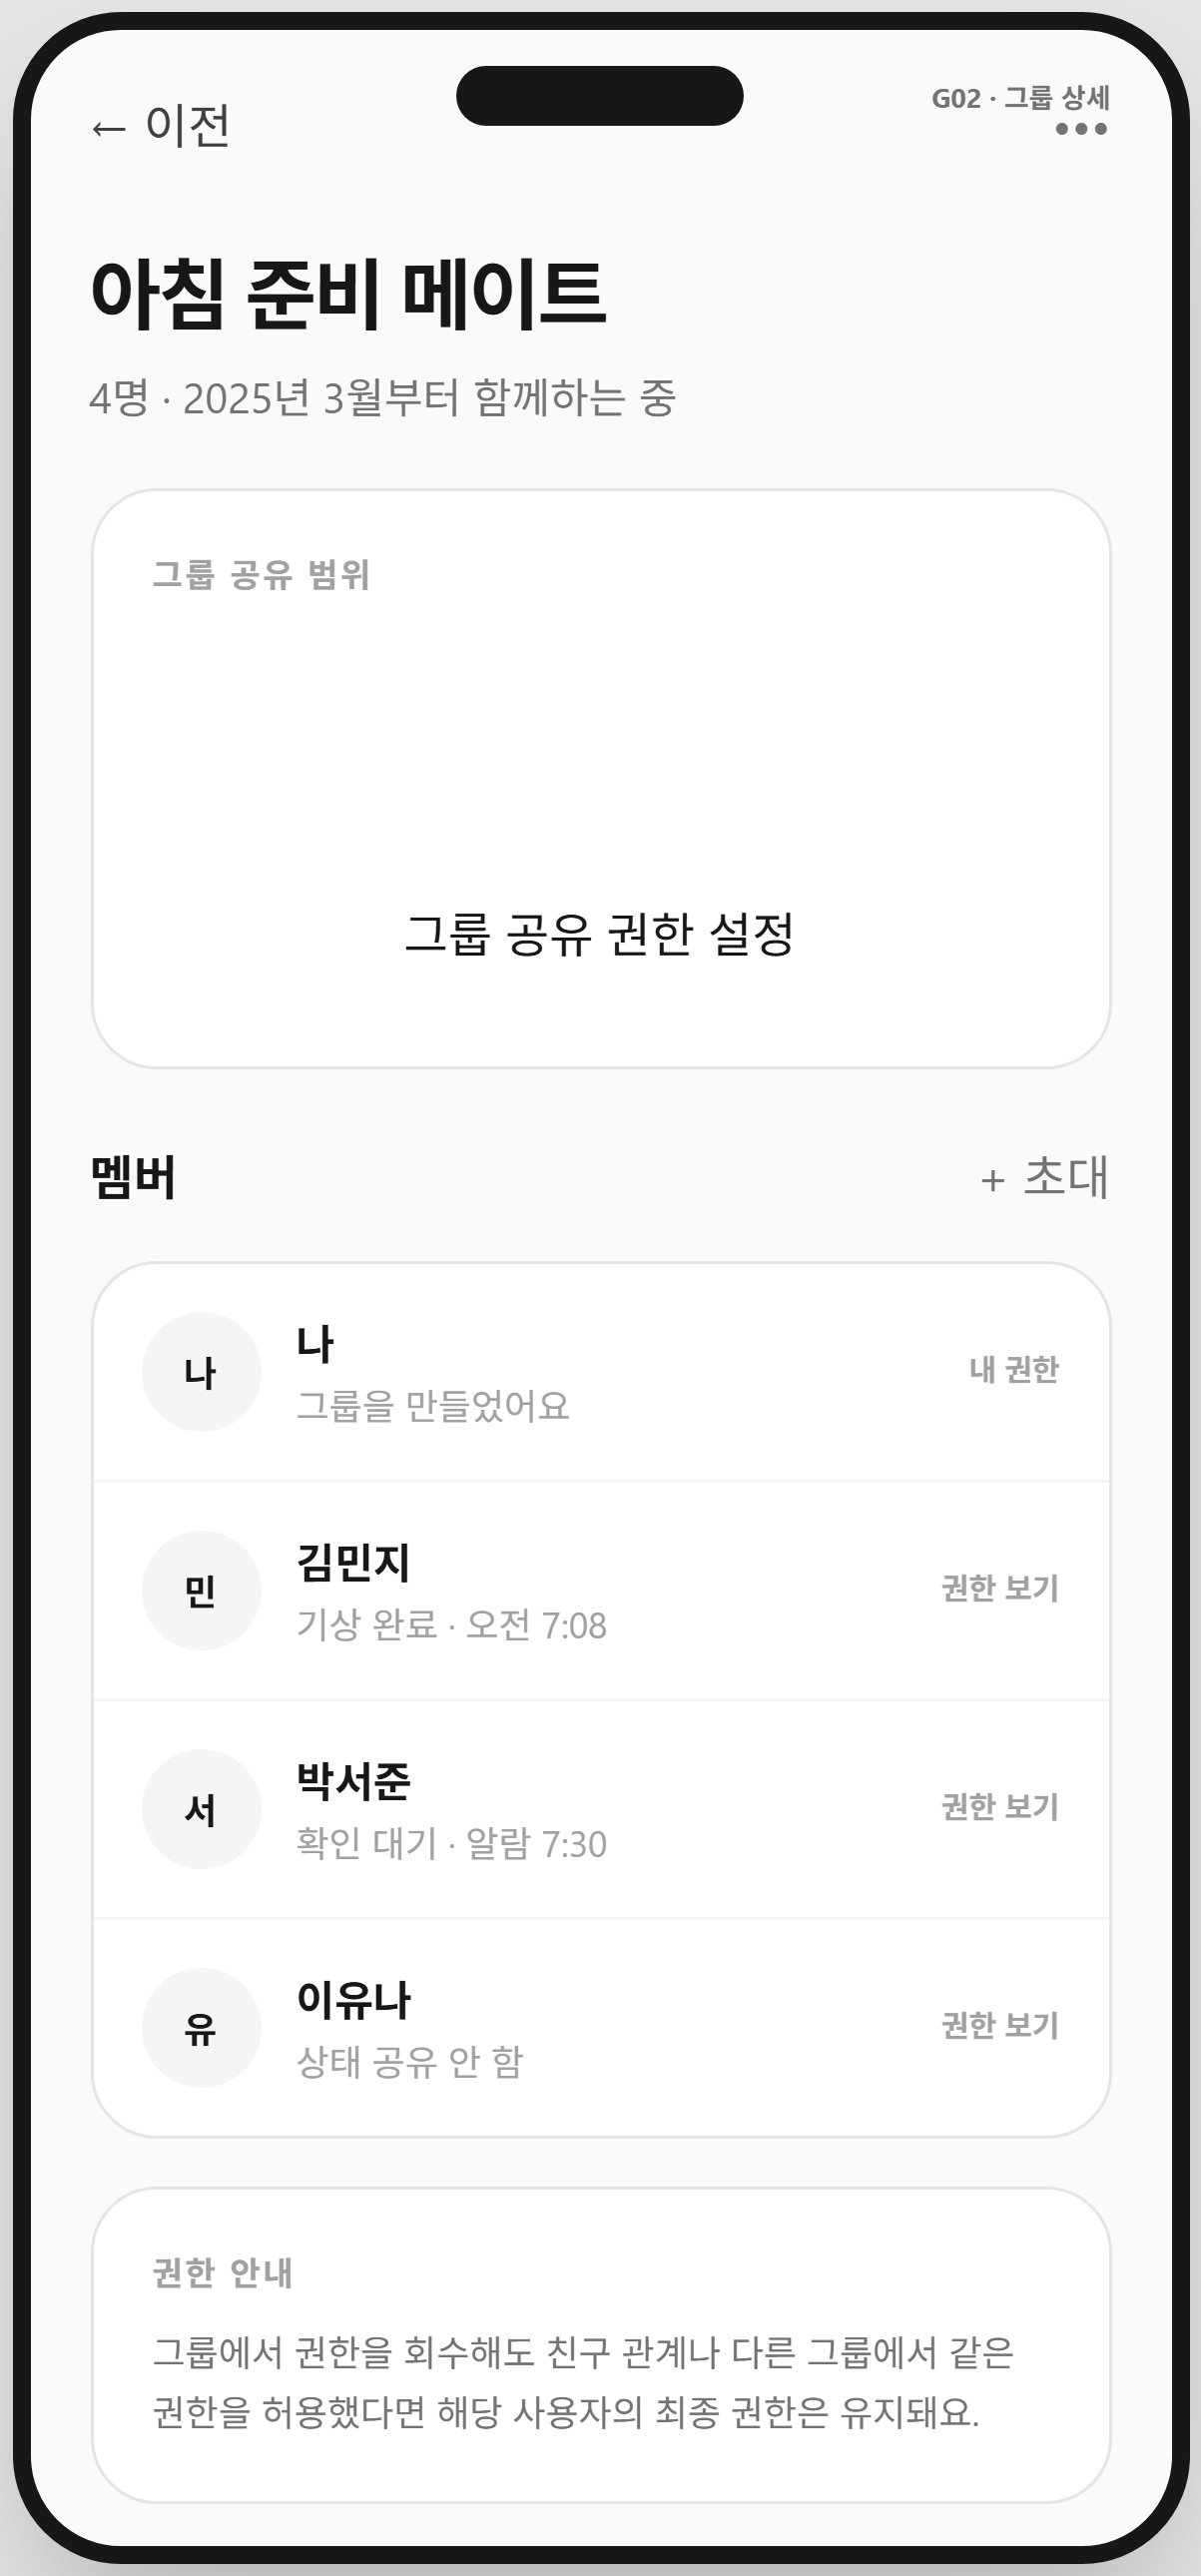 ← 이전
G02 · 그룹 상세
•••
아침 준비 메이트
4명 · 2025년 3월부터 함께하는 중
그룹 공유 범위
그룹 공유 권한 설정
멤버
+ 초대
나
나
그룹을 만들었어요
내 권한
민
김민지
기상 완료 · 오전 7:08
권한 보기
서
박서준
확인 대기 · 알람 7:30
권한 보기
유
이유나
상태 공유 안 함
권한 보기
권한 안내
그룹에서 권한을 회수해도 친구 관계나 다른 그룹에서 같은
권한을 허용했다면 해당 사용자의 최종 권한은 유지돼요.